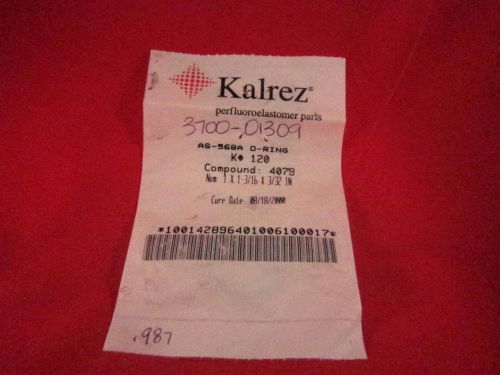 Kalrez®
perfluoroelastomer parts
3700-01309
AS-568A O-RING
K# 120
Compound: 4079
Nom 1 X 1-3/16 X 3/32 IN
Cure Date 08/18/2000
*10014289640100610001​7*
.987